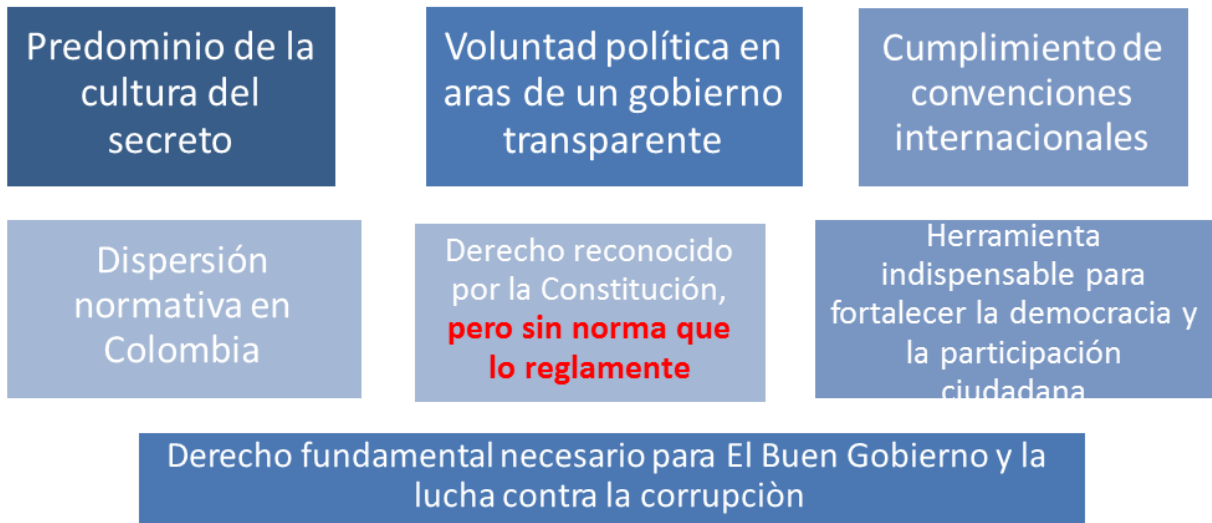 Predominio de la
cultura del
secreto
Voluntad política en
aras de un gobierno
transparente
Cumplimiento de
convenciones
internacionales
Dispersión
normativa en
Colombia
Derecho reconocido
por la Constitución,
pero sin norma que
lo reglamente
Herramienta
indispensable para
fortalecer la democracia y
la participación
ciudadana
Derecho fundamental necesario para El Buen Gobierno y la
lucha contra la corrupciòn